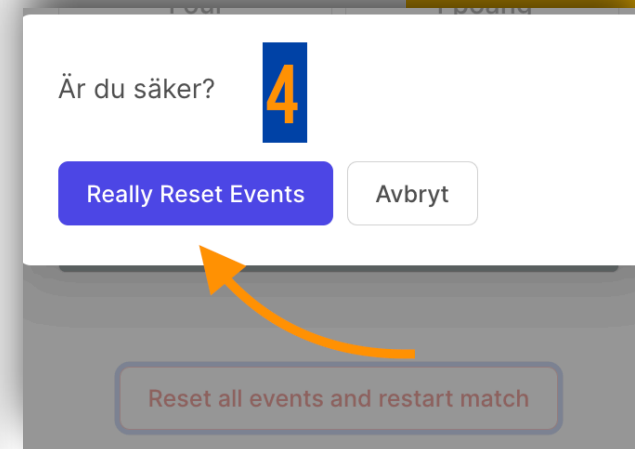 Är du säker?
4
Really Reset Events
Avbryt
Reset all events and restart match